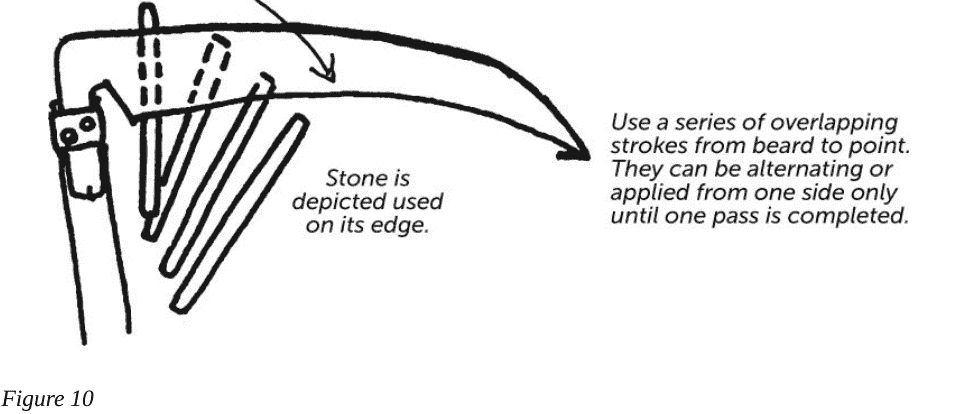 Use a series of overlapping
strokes from beard to point.
They can be alternating or
applied from one side only
until one pass is completed.
Stone is
depicted used
on its edge.
Figure 10